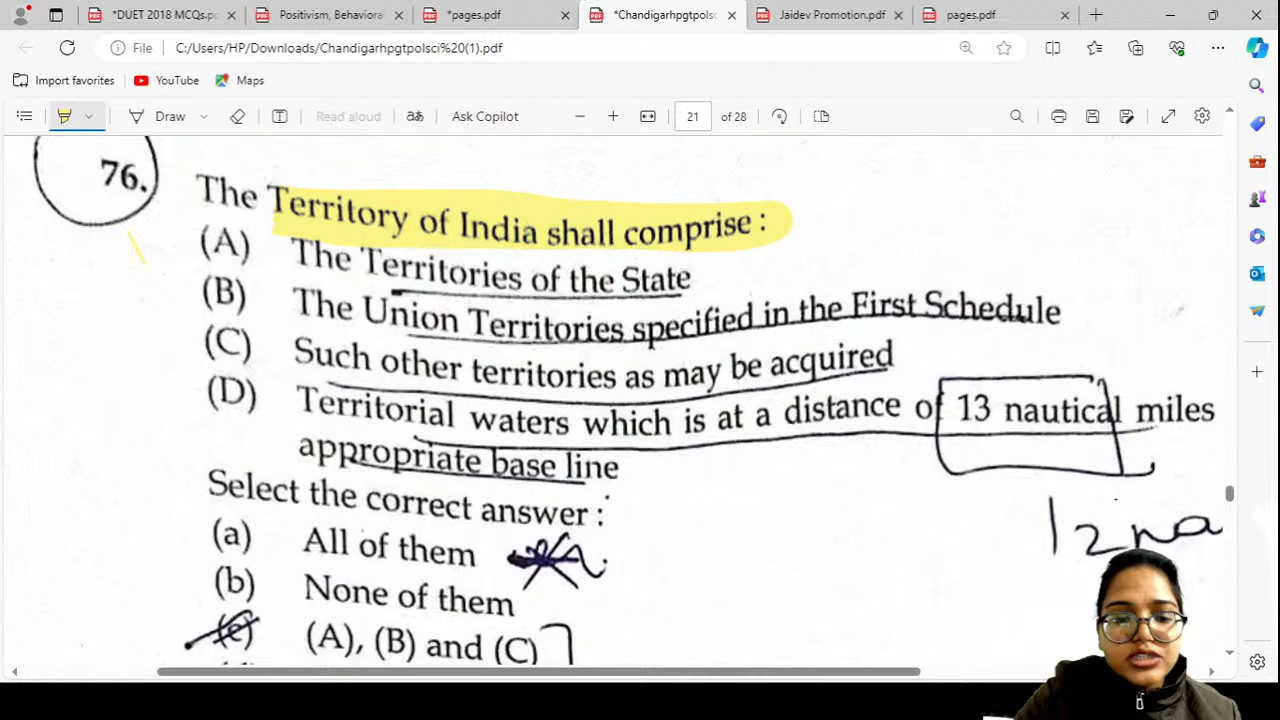 *DUET 2018 MCQs.pc
Positivism, Behavioral
*pages.pdf
*Chandigarhpgtpolsc
Jaidev Promotion.pdf
pages.pdf
File
C:/Users/HP/Downloads/Chandigarhpgtpolsci%20(1).pdf
Import favorites
YouTube
Maps
Draw
Read aloud
Ask Copilot
21
of 28
76. The Territory of India shall comprise :
(A) The Territories of the State
(B) The Union Territories specified in the First Schedule
(C) Such other territories as may be acquired
(D) Territorial waters which is at a distance of 13 nautical miles
appropriate base line
Select the correct answer :
12na
(a) All of them
(b) None of them
(c) (A), (B) and (C)